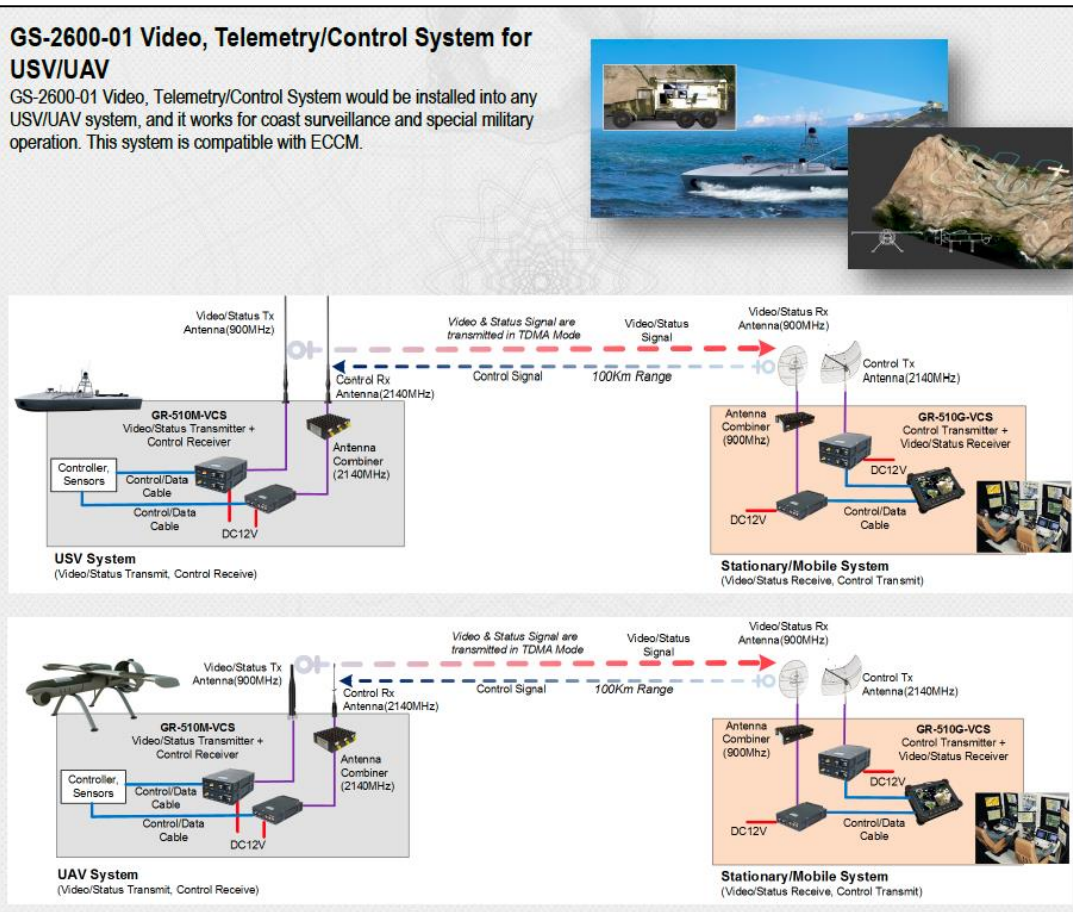 GS-2600-01 Video, Telemetry/Control System for
USV/UAV
GS-2600-01 Video, Telemetry/Control System would be installed into any
USV/UAV system, and it works for coast surveillance and special military
operation. This system is compatible with ECCM.
Video/Status Tx
Antenna(900MHz)
Video & Status Signal are
transmitted in TDMA Mode
Video/Status
Signal
Video/Status Rx
Antenna(900MHz)
Control Signal
100Km Range
Control Rx
Antenna(2140MHz)
Control Tx
Antenna(2140MHz)
GR-510M-VCS
Video/Status Transmitter +
Control Receiver
Antenna
Combiner
(2140MHz)
Controller,
Sensors
Control/Data
Cable
Control/Data
Cable
DC12V
USV System
(Video/Status Transmit, Control Receive)
Antenna
Combiner
(900Mhz)
GR-510G-VCS
Control Transmitter +
Video/Status Receiver
DC12V
DC12V
Control/Data
Cable
Stationary/Mobile System
(Video/Status Receive, Control Transmit)
Video/Status Tx
Antenna(900MHz)
Video & Status Signal are
transmitted in TDMA Mode
Video/Status
Signal
Video/Status Rx
Antenna(900MHz)
Control Signal
100Km Range
Control Rx
Antenna(2140MHz)
Control Tx
Antenna(2140MHz)
GR-510M-VCS
Video/Status Transmitter +
Control Receiver
Antenna
Combiner
(2140MHz)
Controller,
Sensors
Control/Data
Cable
Control/Data
Cable
DC12V
UAV System
(Video/Status Transmit, Control Receive)
Antenna
Combiner
(900Mhz)
GR-510G-VCS
Control Transmitter +
Video/Status Receiver
DC12V
DC12V
Control/Data
Cable
Stationary/Mobile System
(Video/Status Receive, Control Transmit)